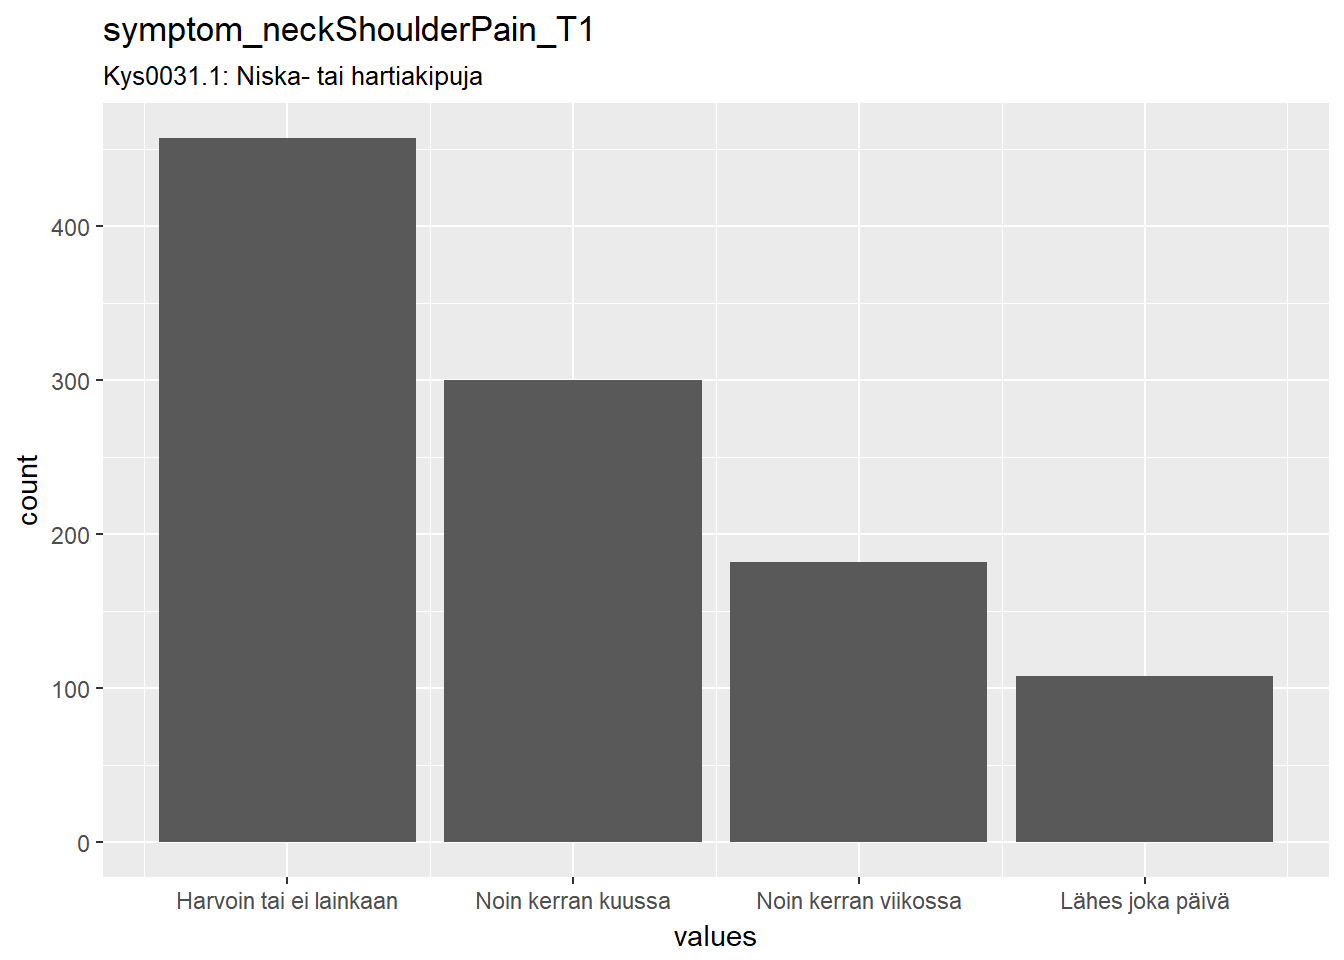 symptom_neckShoulderPain_T1
Kys0031.1: Niska- tai hartiakipuja
400
300
200
100
0
count
Harvoin tai ei lainkaan
Noin kerran kuussa
Noin kerran viikossa
Lähes joka päivä
values